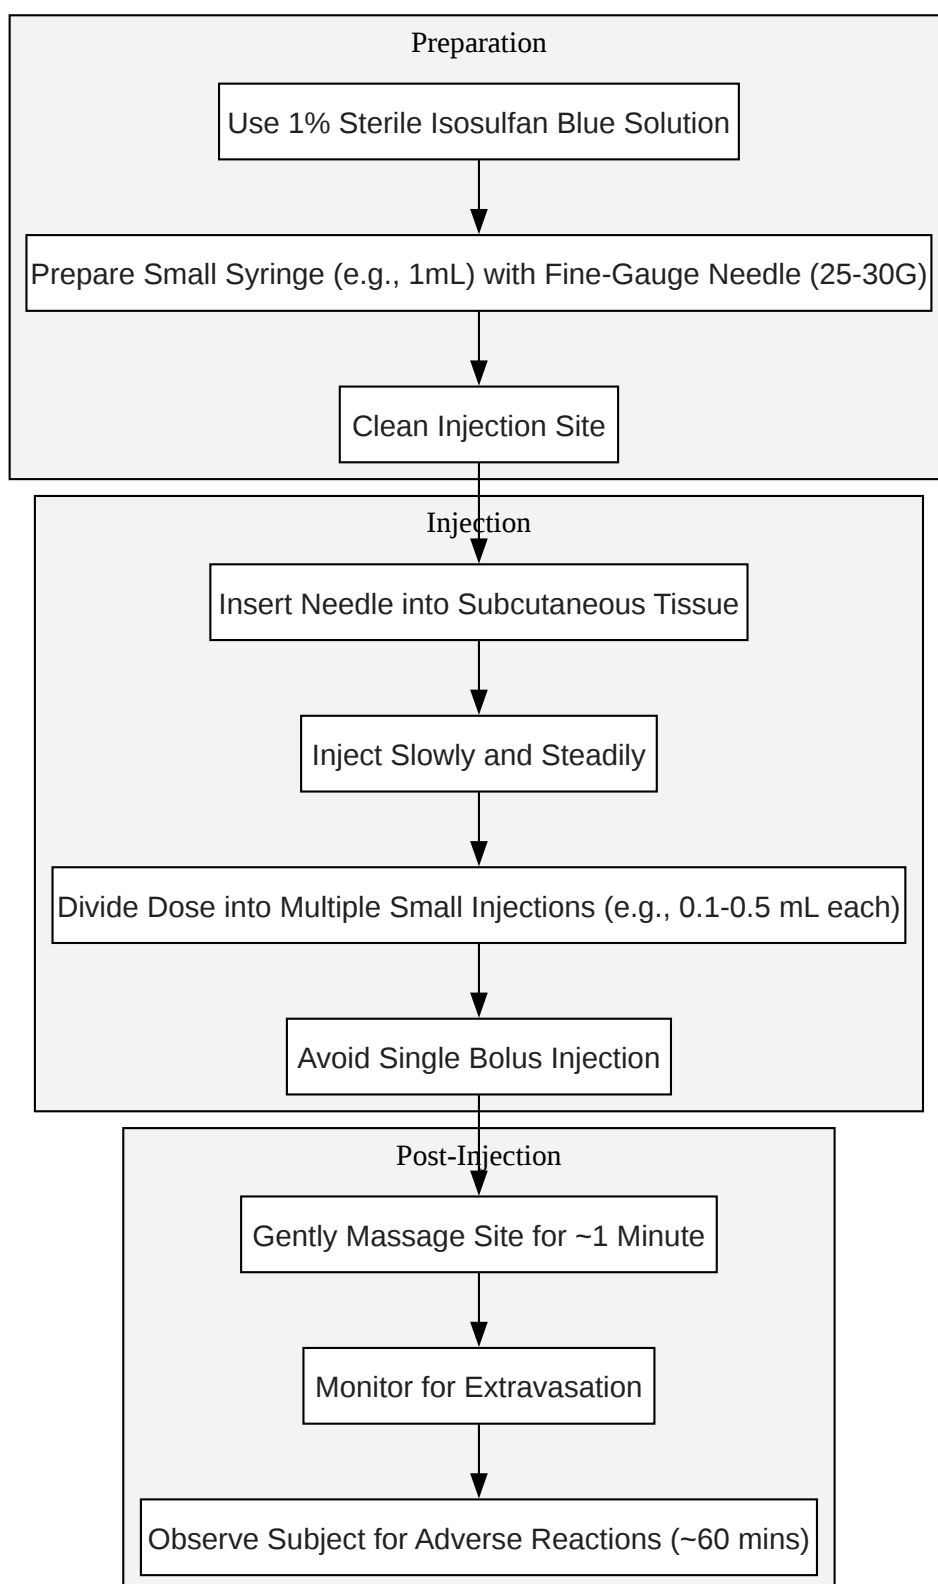 Preparation
Use 1% Sterile Isosulfan Blue Solution
Prepare Small Syringe (e.g., 1mL) with Fine-Gauge Needle (25-30G)
Clean Injection Site
Injection
Insert Needle into Subcutaneous Tissue
Inject Slowly and Steadily
Divide Dose into Multiple Small Injections (e.g., 0.1-0.5 mL each)
Avoid Single Bolus Injection
Post-Injection
Gently Massage Site for ~1 Minute
Monitor for Extravasation
Observe Subject for Adverse Reactions (~60 mins)